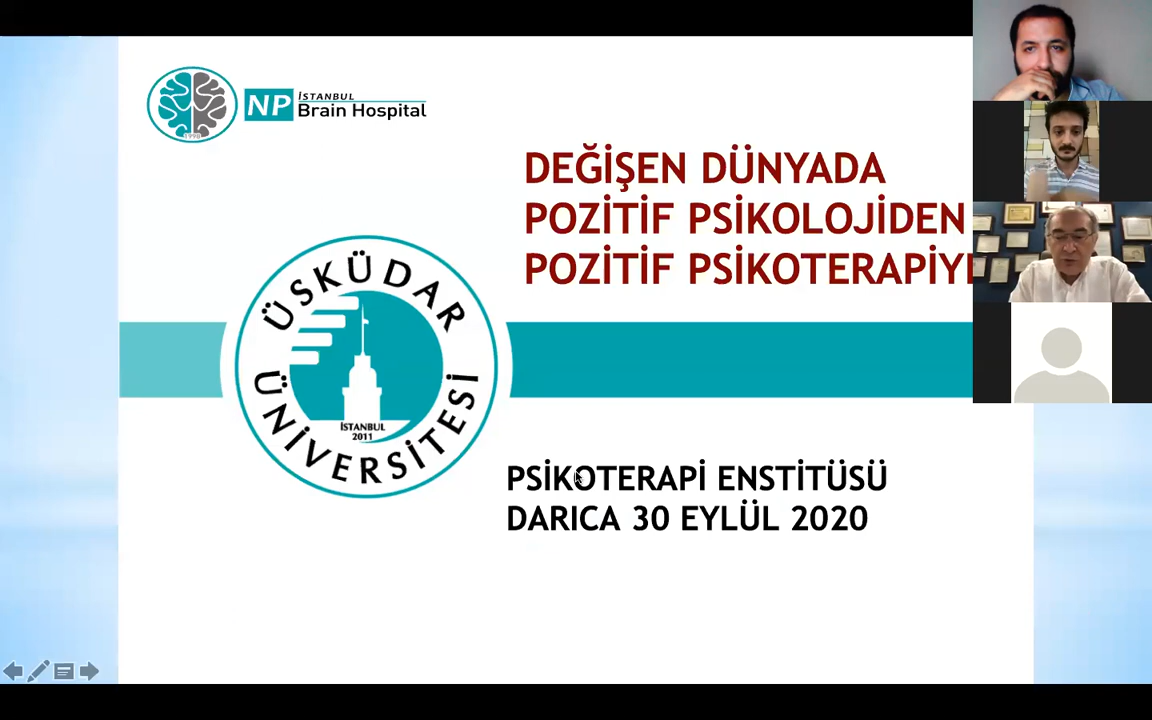 1998
NP
İSTANBUL
Brain Hospital
DEĞİŞEN DÜNYADA
POZİTİF PSİKOLOJİDEN
POZİTİF PSİKOTERAPİY
ÜSKÜDAR
ÜNİVERSİTESİ
İSTANBUL
2011
PSİKOTERAPİ ENSTİTÜSÜ
DARICA 30 EYLÜL 2020